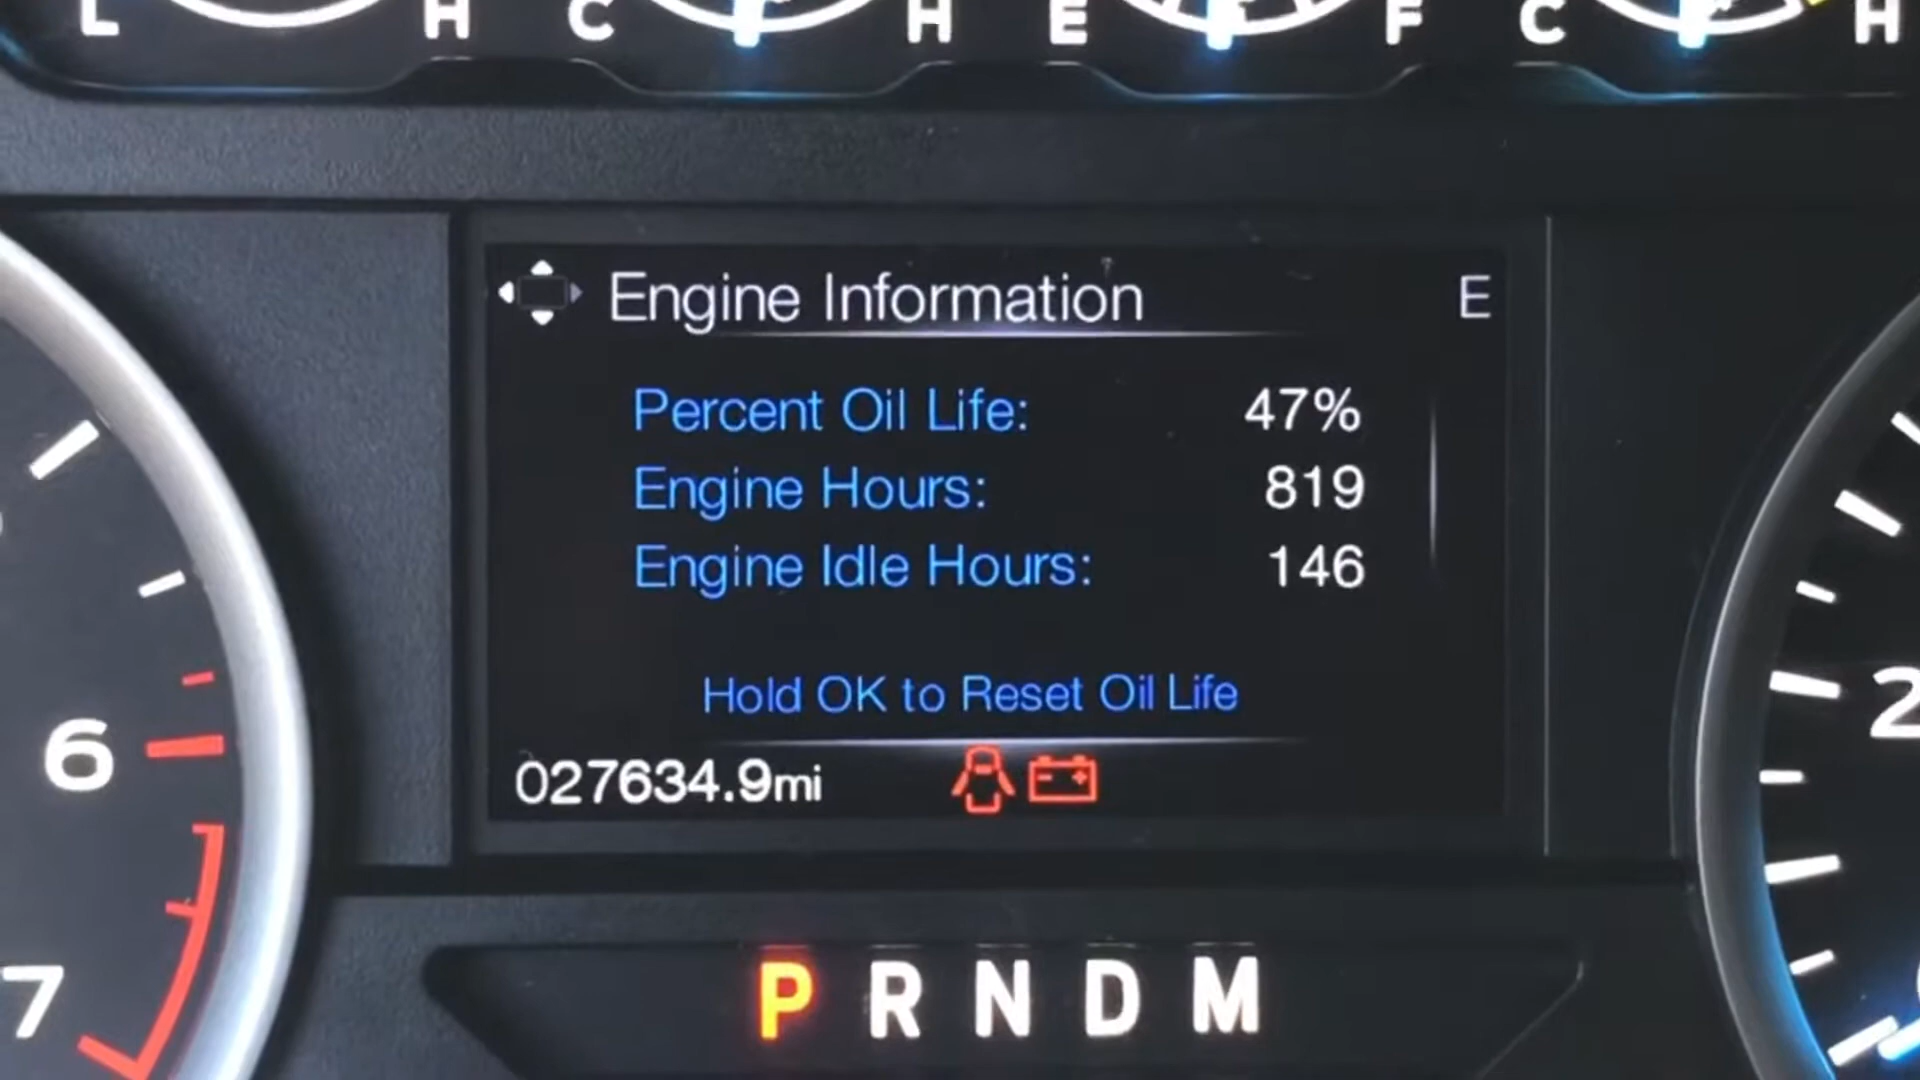 L H C H E F C H
Engine Information E
Percent Oil Life: 47%
Engine Hours: 819
Engine Idle Hours: 146
Hold OK to Reset Oil Life
027634.9mi
6
7
2
P R N D M